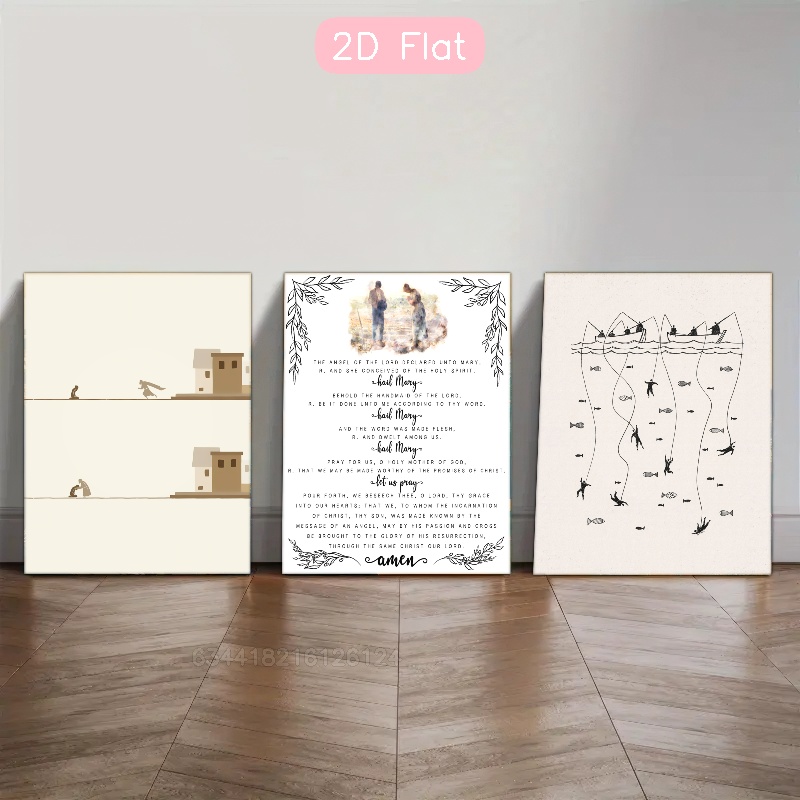 2D Flat
THE ANGEL OF THE LORD DECLARED UNTO MARY,
R. AND SHE CONCEIVED OF THE HOLY SPIRIT.
hail Mary
BEHOLD THE HANDMAID OF THE LORD.
R. BE IT DONE UNTO ME ACCORDING TO THY WORD.
hail Mary
AND THE WORD WAS MADE FLESH.
R. AND DWELT AMONG US.
hail Mary
PRAY FOR US, O HOLY MOTHER OF GOD,
R. THAT WE MAY BE MADE WORTHY OF THE PROMISES OF CHRIST.
let us pray
POUR FORTH, WE BESEECH THEE, O LORD, THY GRACE
INTO OUR HEARTS; THAT WE, TO WHOM THE INCARNATION
OF CHRIST, THY SON, WAS MADE KNOWN BY THE
MESSAGE OF AN ANGEL, MAY BY HIS PASSION AND CROSS
BE BROUGHT TO THE GLORY OF HIS RESURRECTION,
THROUGH THE SAME CHRIST OUR LORD.
amen